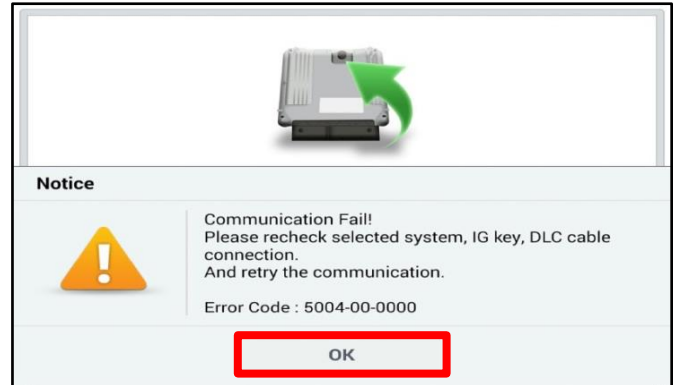 Notice
Communication Fail!
Please recheck selected system, IG key, DLC cable
connection.
And retry the communication.
Error Code : 5004-00-0000
OK